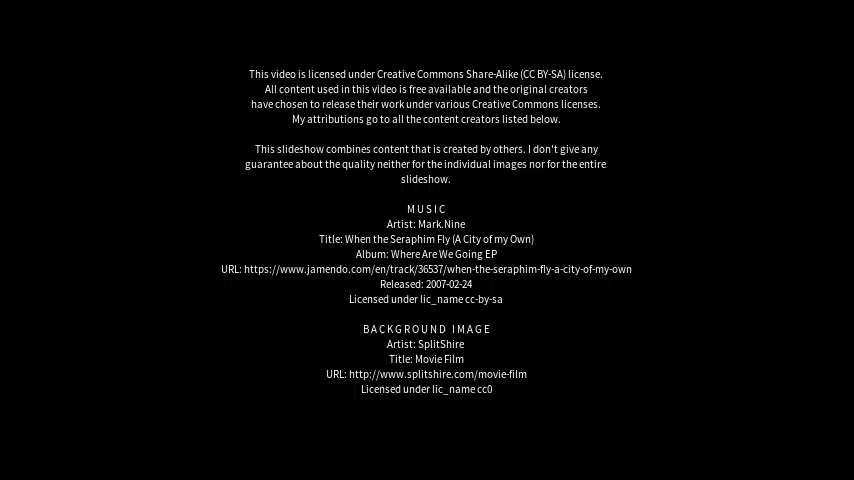 This video is licensed under Creative Commons Share-Alike (CC BY-SA) license.
All content used in this video is free available and the original creators
have chosen to release their work under various Creative Commons licenses.
My attributions go to all the content creators listed below.
This slideshow combines content that is created by others. I don't give any
guarantee about the quality neither for the individual images nor for the entire
slideshow.
MUSIC
Artist: Mark.Nine
Title: When the Seraphim Fly (A City of my Own)
Album: Where Are We Going EP
URL: https://www.jamendo.com/en/track/36537/when-the-seraphim-fly-a-city-of-my-own
Released: 2007-02-24
Licensed under lic_name cc-by-sa
BACKGROUND IMAGE
Artist: SplitShire
Title: Movie Film
URL: http://www.splitshire.com/movie-film
Licensed under lic_name cc0